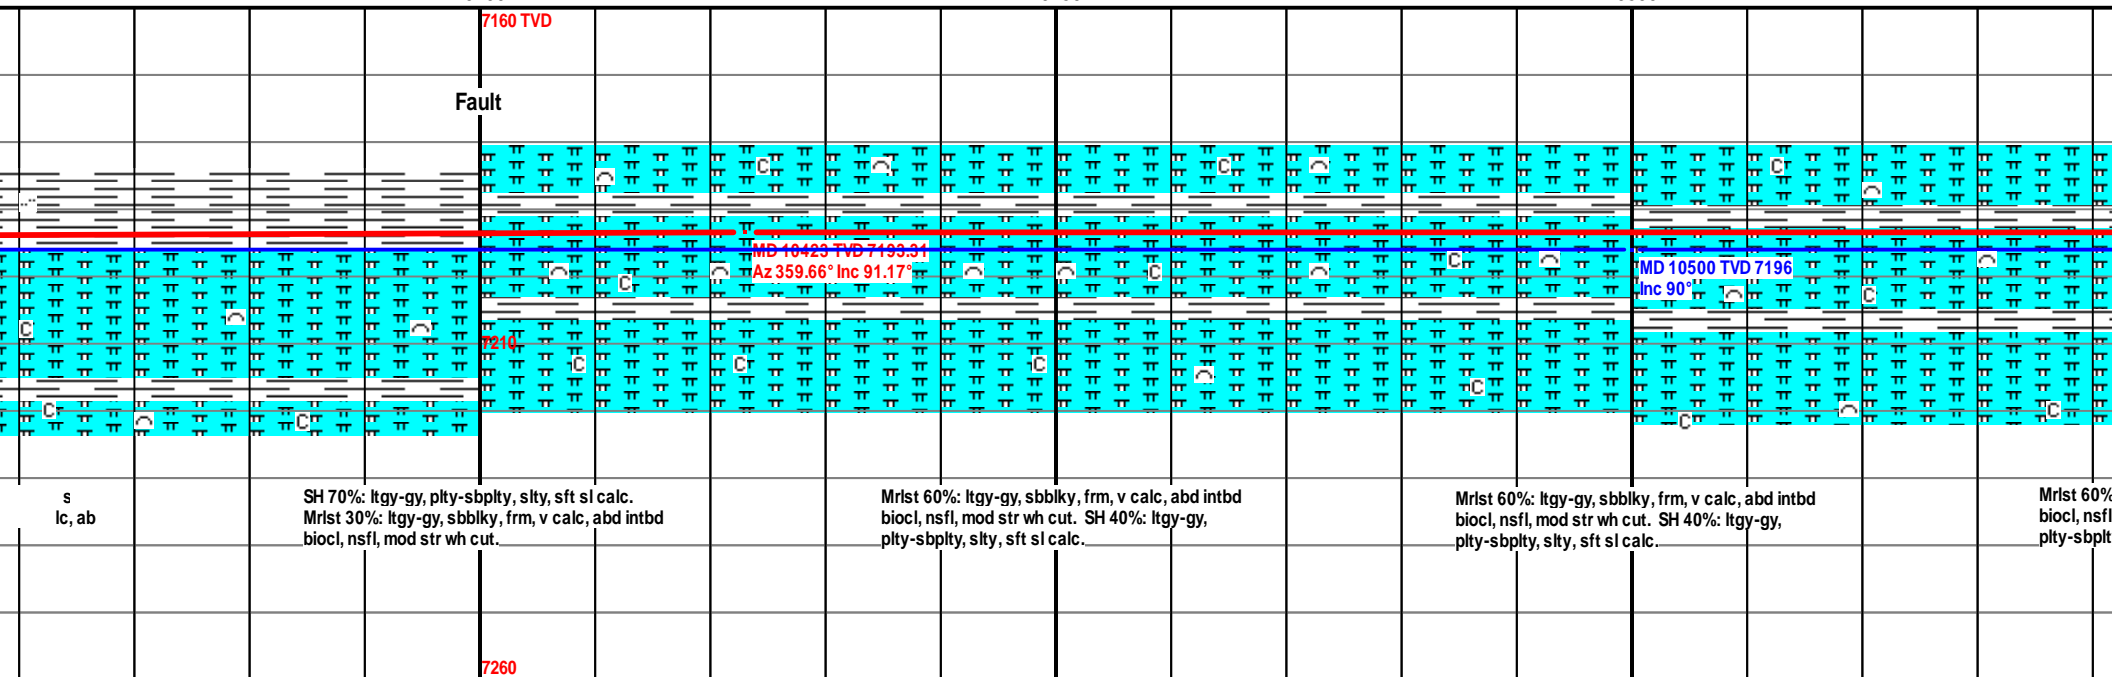 7160 TVD
Fault
MD 10423 TVD 7193.31
Az 359.66° Inc 91.17°
MD 10500 TVD 7196
Inc 90°
7210
s
lc, ab
SH 70%: ltgy-gy, plty-sbplty, slty, sft sl calc.
Mrlst 30%: ltgy-gy, sbblky, frm, v calc, abd intbd
biocl, nsfl, mod str wh cut.
Mrlst 60%: ltgy-gy, sbblky, frm, v calc, abd intbd
biocl, nsfl, mod str wh cut. SH 40%: ltgy-gy,
plty-sbplty, slty, sft sl calc.
Mrlst 60%: ltgy-gy, sbblky, frm, v calc, abd intbd
biocl, nsfl, mod str wh cut. SH 40%: ltgy-gy,
plty-sbplty, slty, sft sl calc.
Mrlst 60%
biocl, nsfl
plty-sbplt
7260